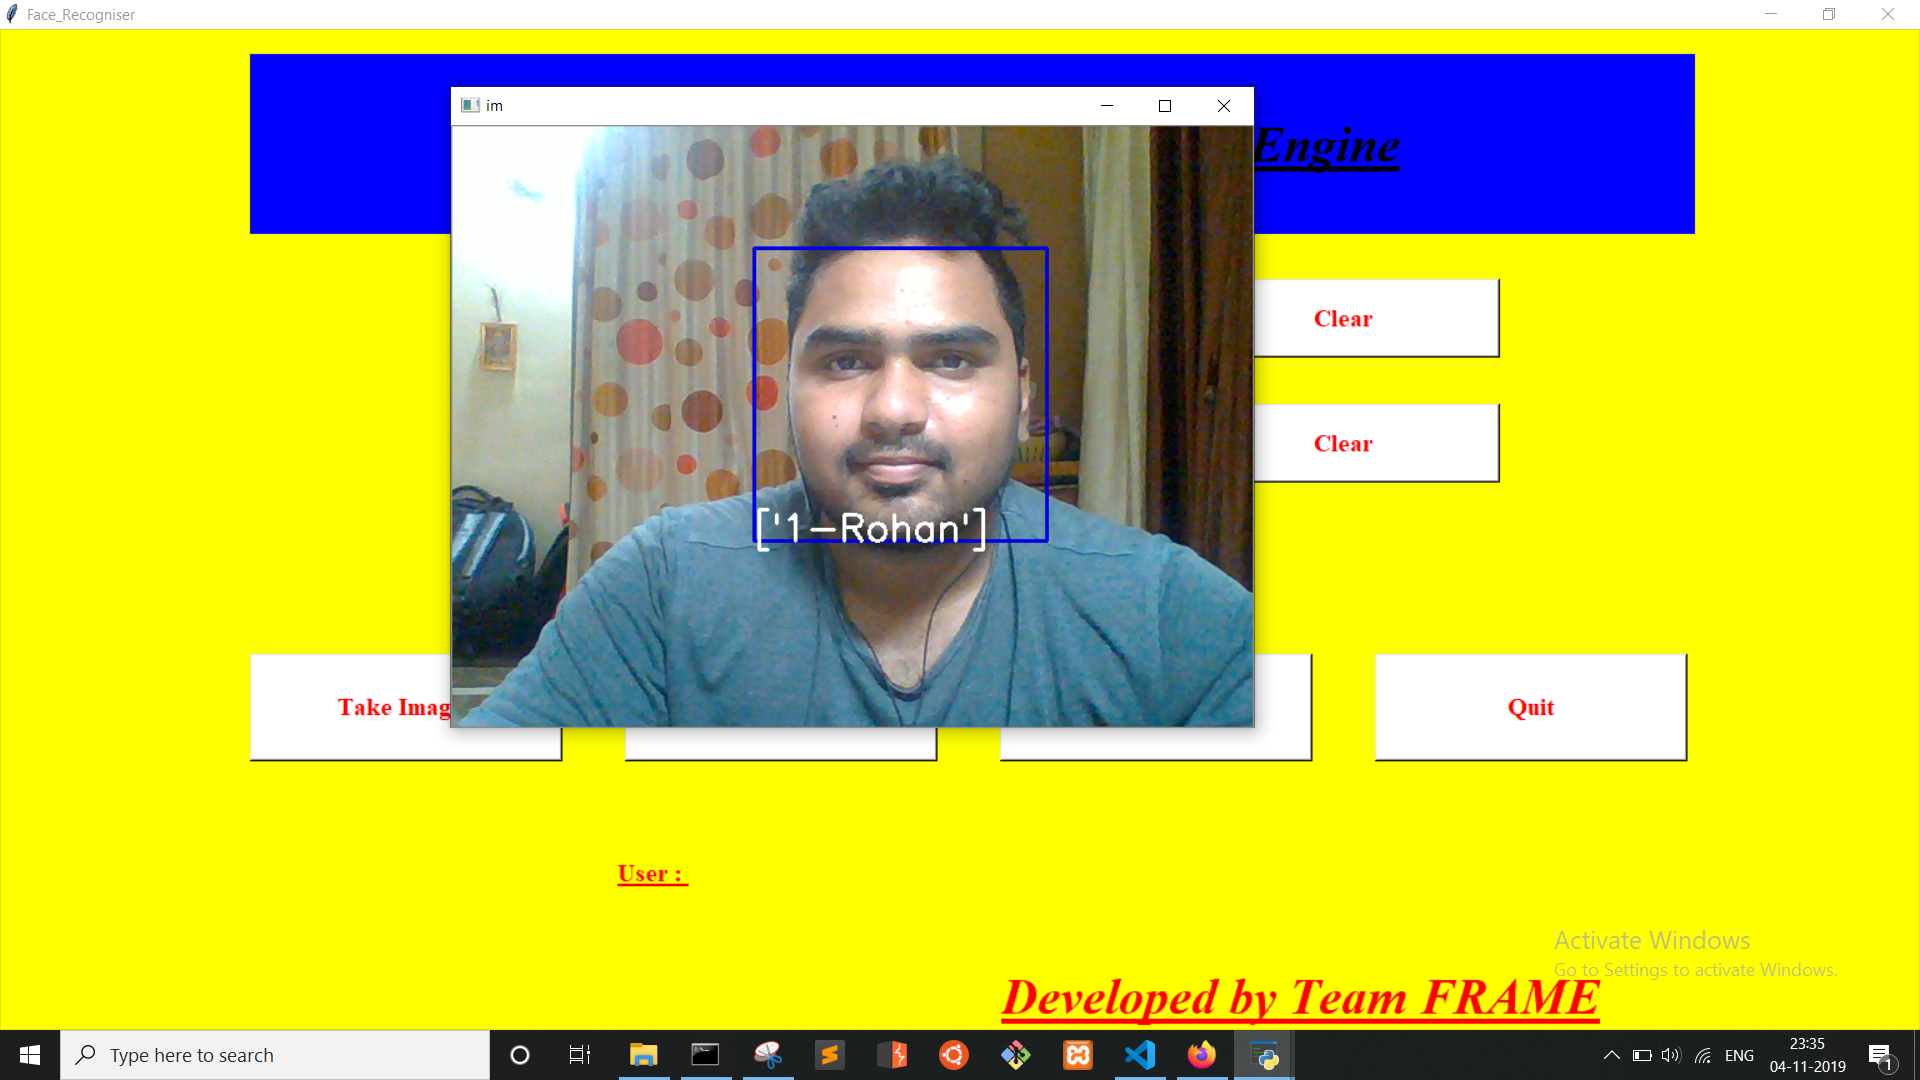 Face_Recogniser
im
Engine
Clear
Clear
['1-Rohan']
Take Imag
Quit
User :
Activate Windows
Go to Settings to activate Windows.
Developed by Team FRAME
Type here to search
ENG
23:35
04-11-2019
1